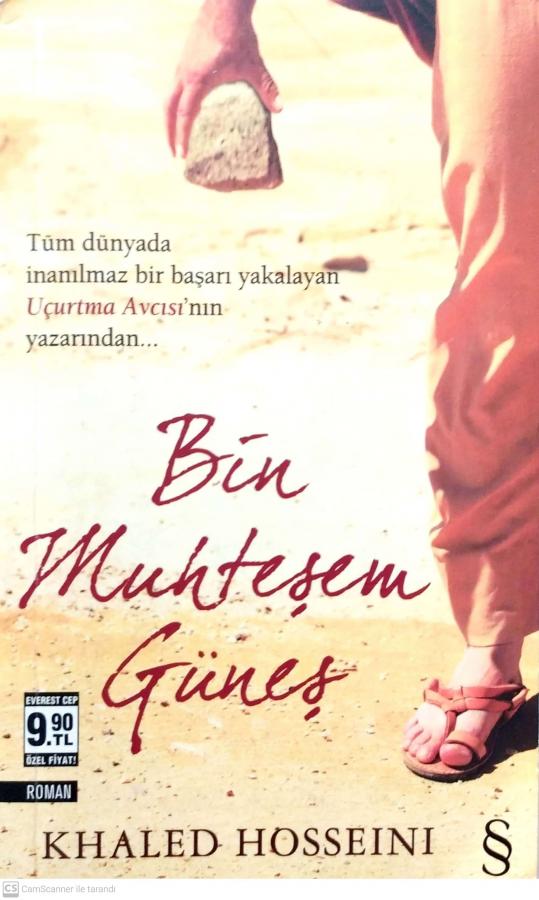 Tüm dünyada
inanılmaz bir başarı yakalayan
Uçurtma Avcısı'nın
yazarından...
Bin
Muhteşem
Güneş
EVEREST CEP
9.90
TL
ÖZEL FİYAT!
ROMAN
KHALED HOSSEINI
CS CamScanner ile tarandı